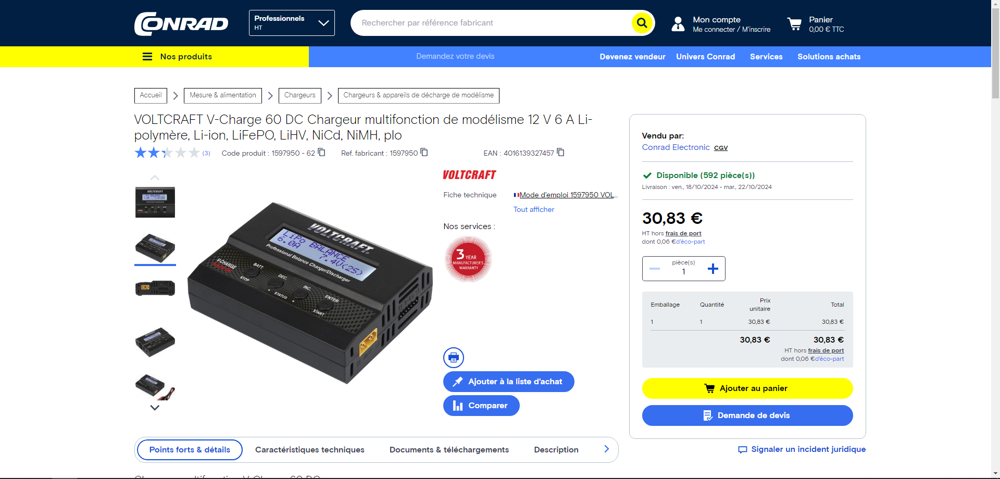 CONRAD
Professionnels
HT
Rechercher par référence fabricant
Mon compte
Me connecter / M'inscrire
Panier
0,00 € TTC
Nos produits
Demandez votre devis
Devenez vendeur
Univers Conrad
Services
Solutions achats
Accueil
Mesure & alimentation
Chargeurs
Chargeurs & appareils de décharge de modélisme
VOLTCRAFT V-Charge 60 DC Chargeur multifonction de modélisme 12 V 6 A Li-
polymère, Li-ion, LiFePO, LiHV, NiCd, NiMH, plo
(3)
Code produit : 1597950 - 62
Ref. fabricant : 1597950
EAN : 4016139327457
VOLTCRAFT
Fiche technique
Mode d'emploi 1597950 VOL...
Tout afficher
Nos services :
3 YEAR
MANUFACTURER'S
WARRANTY
VOLTCRAFT
LiPo BALANCE
6.0A 7.4V(2S)
Professional Balance Charger/Discharger
V-CHARGE
BATT.
STOP
DEC.
STATUS
INC.
ENTER
START
Ajouter à la liste d'achat
Comparer
Vendu par:
Conrad Electronic CGV
Disponible (592 pièce(s))
Livraison : ven., 18/10/2024 - mar., 22/10/2024
30,83 €
HT hors frais de port
dont 0,06 €d'éco-part
pièce(s)
1
Emballage Quantité Prix unitaire Total
1 1 30,83 € 30,83 €
30,83 € 30,83 €
HT hors frais de port
dont 0,06 €d'éco-part
Ajouter au panier
Demande de devis
Signaler un incident juridique
Points forts & détails
Caractéristiques techniques
Documents & téléchargements
Description